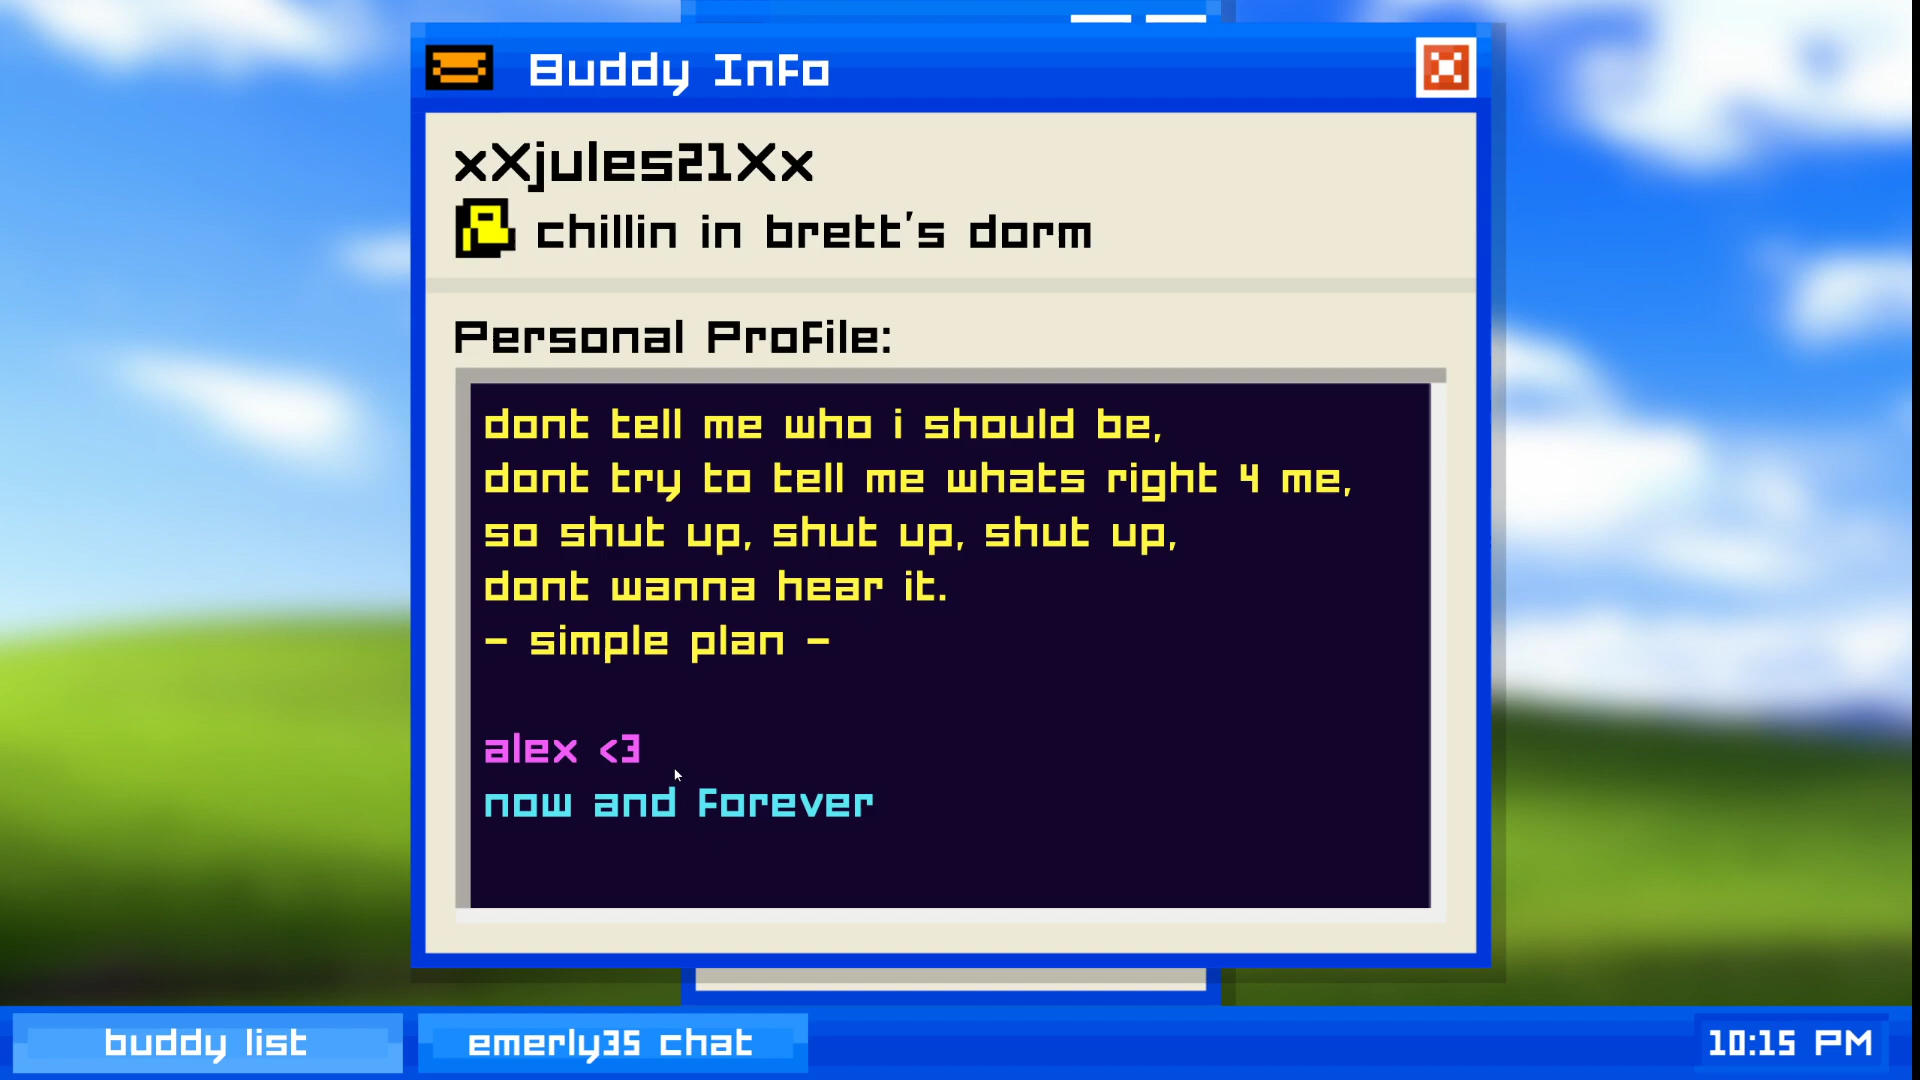 Buddy Info
xXjules21Xx
chillin in brett's dorm
Personal Profile:
dont tell me who i should be,
dont try to tell me whats right 4 me,
so shut up, shut up, shut up,
dont wanna hear it.
- simple plan -
alex <3
now and forever
buddy list
emerly35 chat
10:15 PM